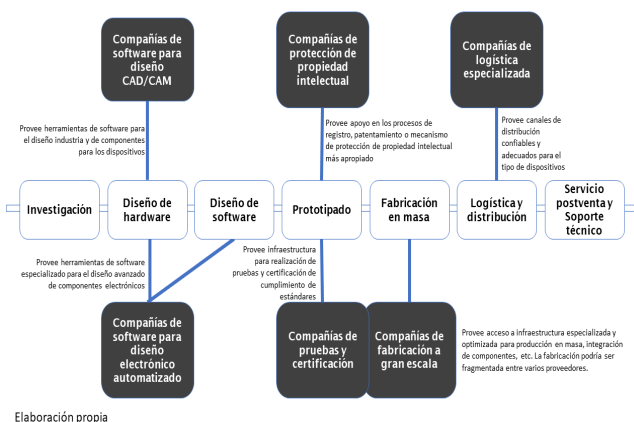 Compañías de
software para
diseño
CAD/CAM
Compañías de
protección de
propiedad
intelectual
Compañías de
logística
especializada
Provee herramientas de software para
el diseño industria y de componentes
para los dispositivos
Provee apoyo en los procesos de
registro, patentamiento o mecanismo
de protección de propiedad intelectual
más apropiado
Provee canales de
distribución
confiables y
adecuados para el
tipo de dispositivos
Investigación
Diseño de
hardware
Diseño de
software
Prototipado
Fabricación
en masa
Logística y
distribución
Servicio
postventa y
Soporte
técnico
Provee herramientas de software
especializado para el diseño avanzado
de componentes electrónicos
Provee infraestructura
para realización de
pruebas y certificación de
cumplimiento de
estándares
Compañías de
software para
diseño
electrónico
automatizado
Compañías de
pruebas y
certificación
Compañías de
fabricación a
gran escala
Provee acceso a infraestructura especializada y
optimizada para producción en masa, integración
de componentes, etc. La fabricación podría ser
fragmentada entre varios proveedores.
Elaboración propia